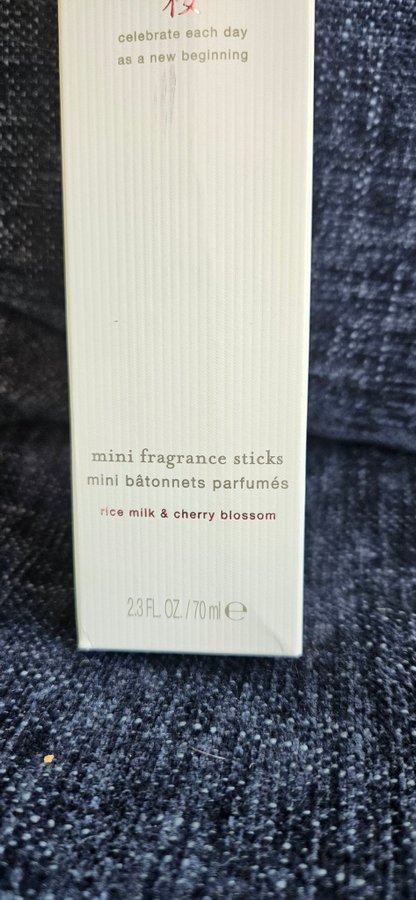 celebrate each day
as a new beginning
mini fragrance sticks
mini bâtonnets parfumés
rice milk & cherry blossom
2.3 FL. OZ. / 70 ml ℮